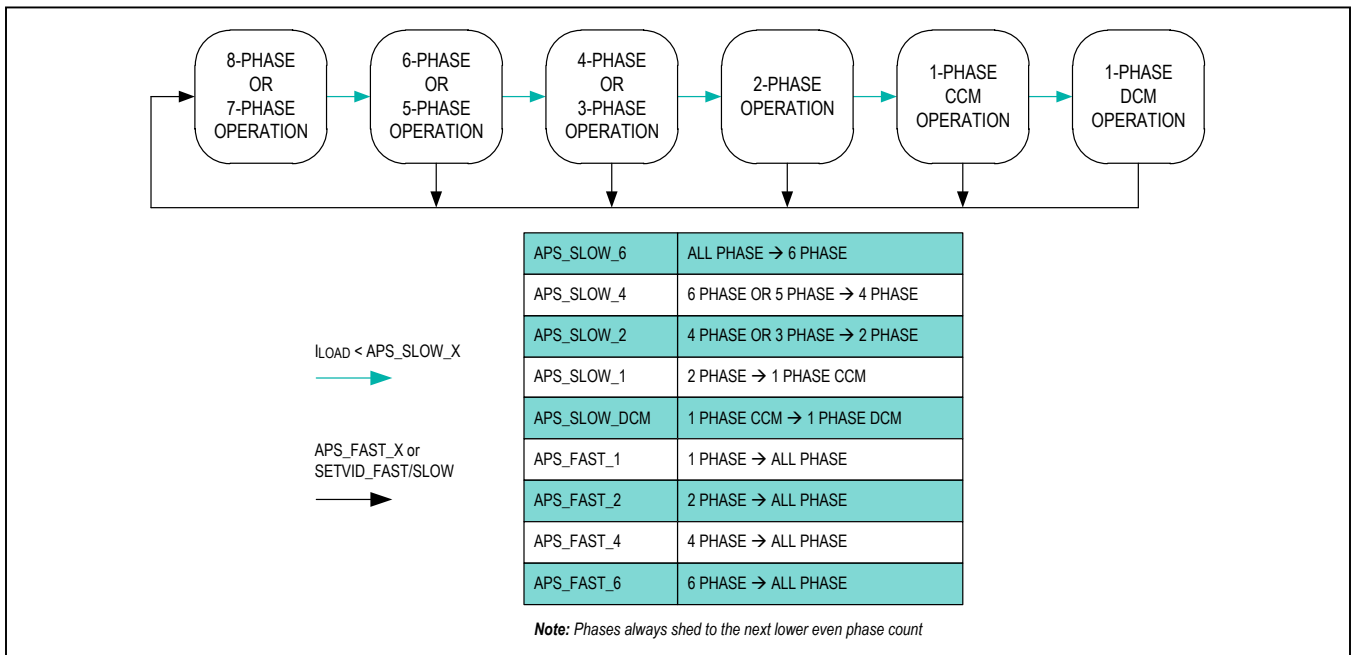 8-PHASE
OR
7-PHASE
OPERATION
6-PHASE
OR
5-PHASE
OPERATION
4-PHASE
OR
3-PHASE
OPERATION
2-PHASE
OPERATION
1-PHASE
CCM
OPERATION
1-PHASE
DCM
OPERATION
ILOAD < APS_SLOW_X
APS_FAST_X or
SETVID_FAST/SLOW
APS_SLOW_6 ALL PHASE → 6 PHASE
APS_SLOW_4 6 PHASE OR 5 PHASE → 4 PHASE
APS_SLOW_2 4 PHASE OR 3 PHASE → 2 PHASE
APS_SLOW_1 2 PHASE → 1 PHASE CCM
APS_SLOW_DCM 1 PHASE CCM → 1 PHASE DCM
APS_FAST_1 1 PHASE → ALL PHASE
APS_FAST_2 2 PHASE → ALL PHASE
APS_FAST_4 4 PHASE → ALL PHASE
APS_FAST_6 6 PHASE → ALL PHASE
Note: Phases always shed to the next lower even phase count